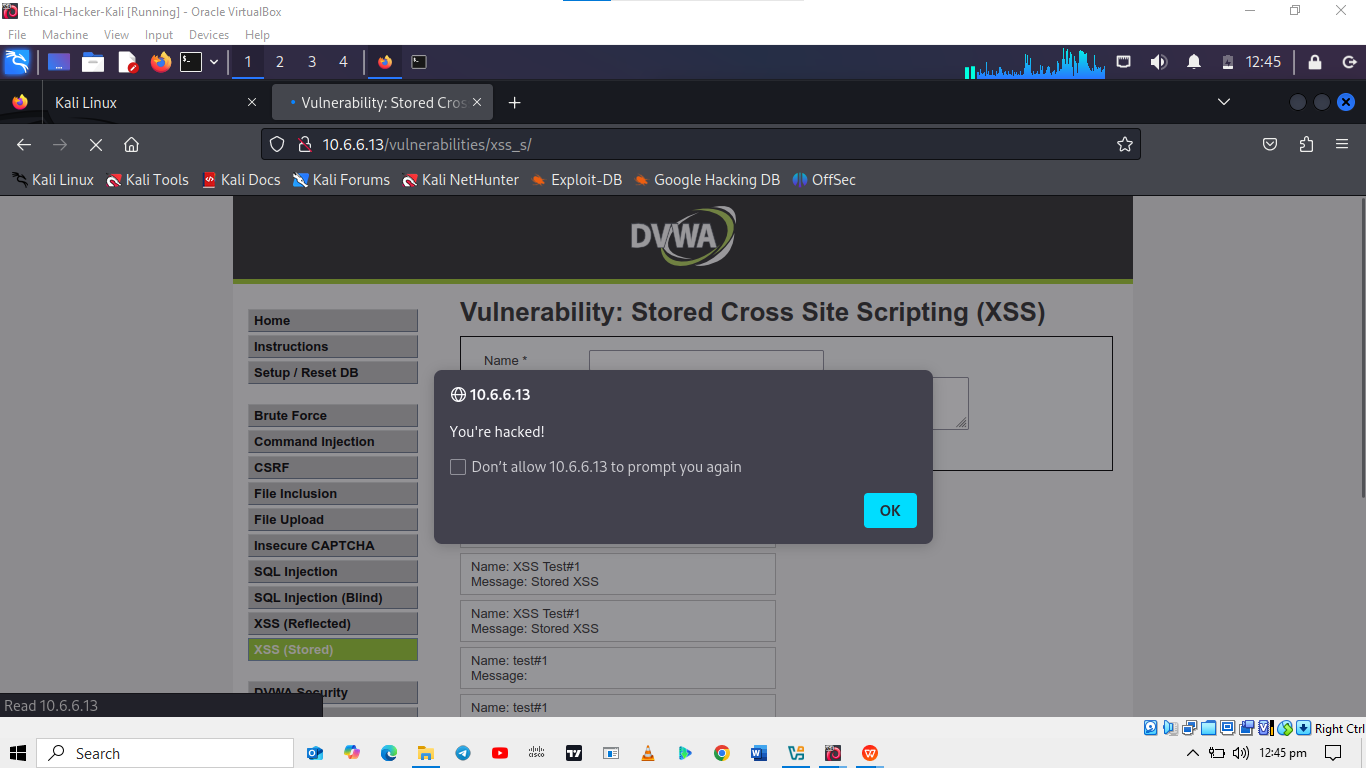 Ethical-Hacker-Kali [Running] - Oracle VirtualBox
File Machine View Input Devices Help
1 2 3 4 12:45
Kali Linux Vulnerability: Stored Cros
10.6.6.13/vulnerabilities/xss_s/
Kali Linux Kali Tools Kali Docs Kali Forums Kali NetHunter Exploit-DB Google Hacking DB OffSec
DVWA
Home
Instructions
Setup / Reset DB
Brute Force
Command Injection
CSRF
File Inclusion
File Upload
Insecure CAPTCHA
SQL Injection
SQL Injection (Blind)
XSS (Reflected)
XSS (Stored)
DVWA Security
Vulnerability: Stored Cross Site Scripting (XSS)
Name *
10.6.6.13
You're hacked!
Don't allow 10.6.6.13 to prompt you again
OK
Name: XSS Test#1
Message: Stored XSS
Name: XSS Test#1
Message: Stored XSS
Name: test#1
Message:
Name: test#1
Read 10.6.6.13
Right Ctrl
Search
12:45 pm